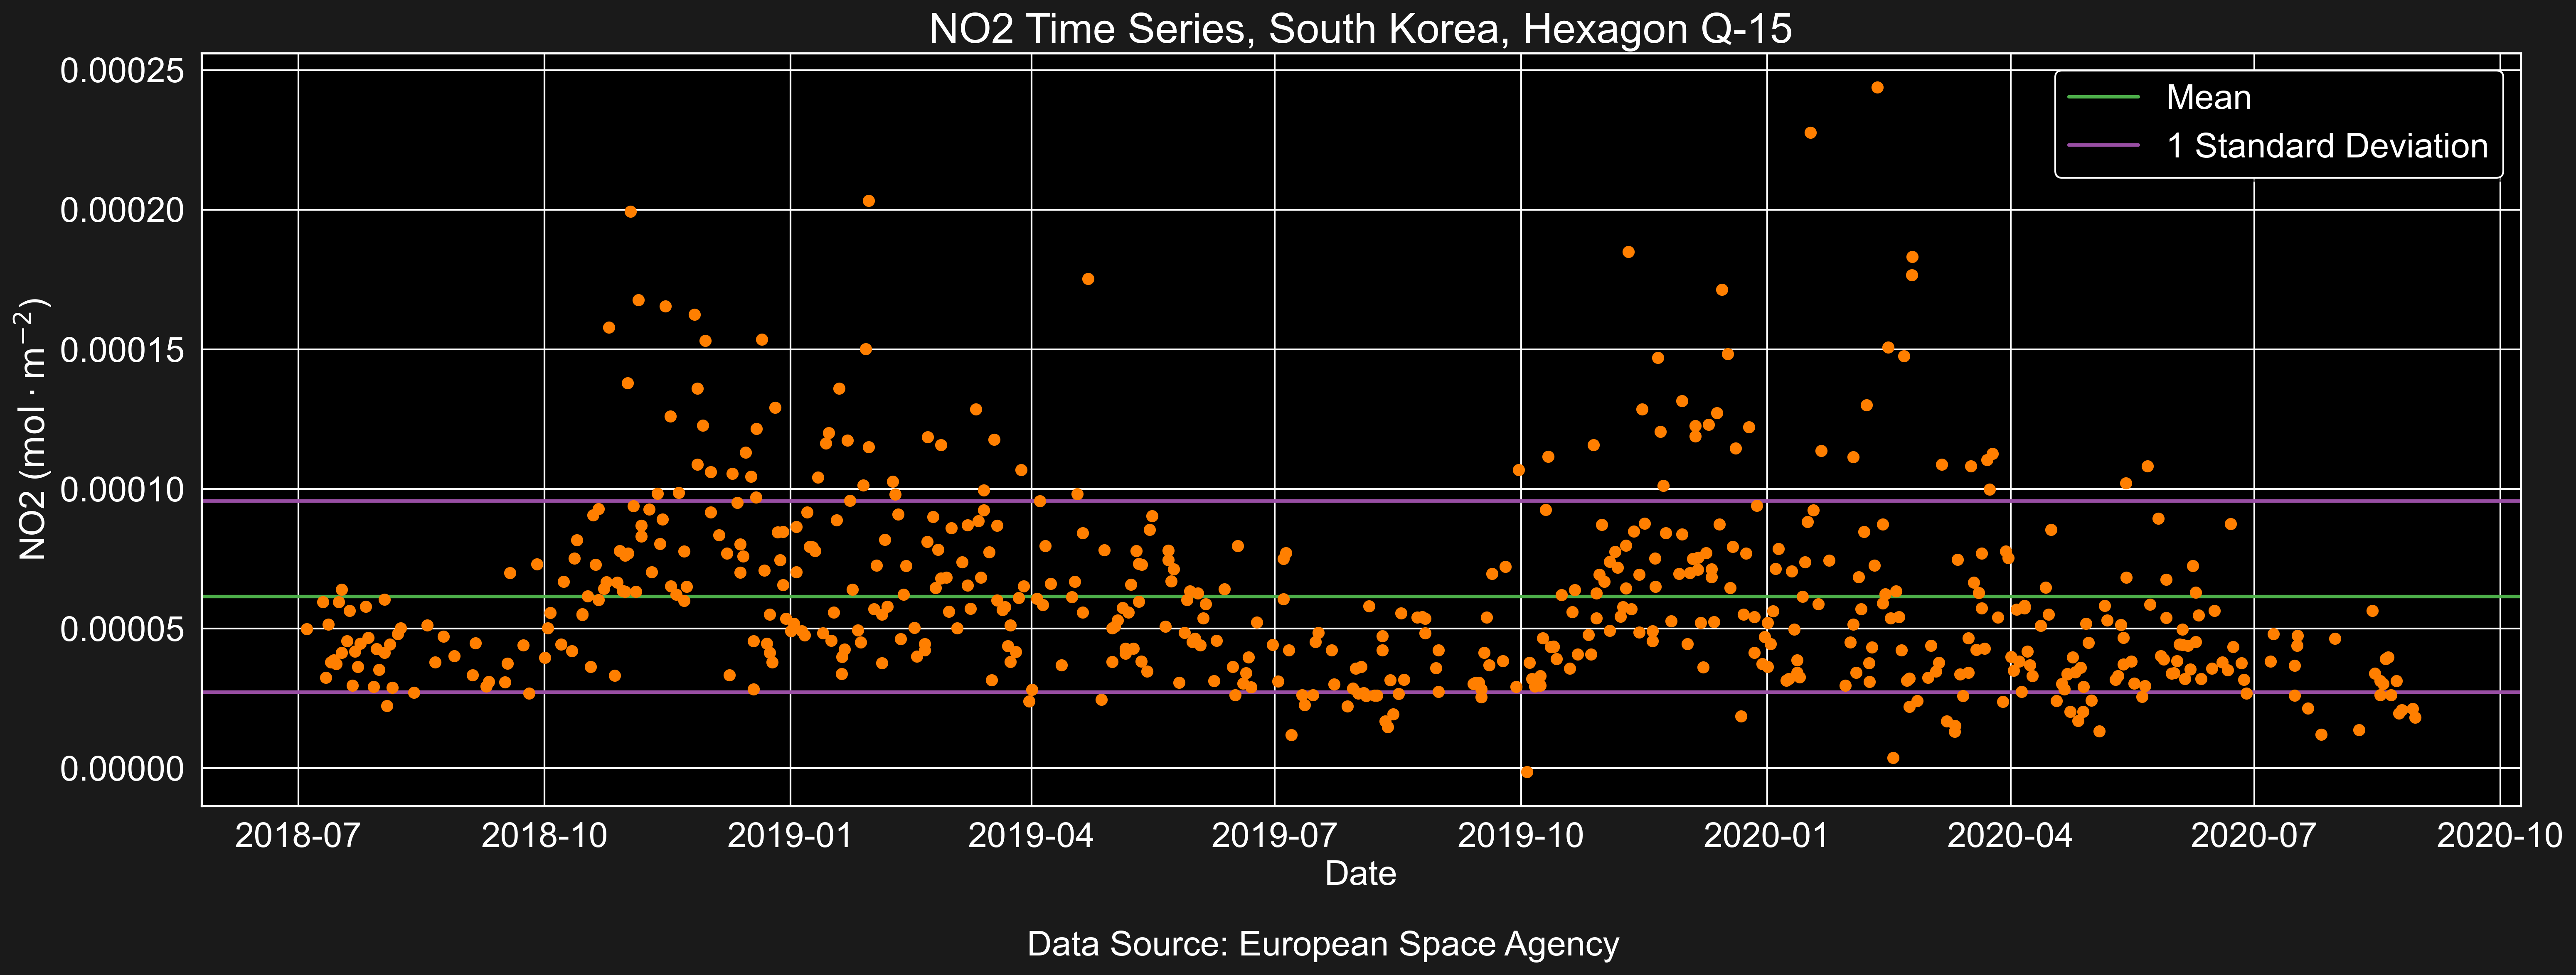 NO2 Time Series, South Korea, Hexagon Q-15
0.00025
0.00020
0.00015
0.00010
0.00005
0.00000
NO2 (mol · m⁻²)
Mean
1 Standard Deviation
2018-07 2018-10 2019-01 2019-04 2019-07 2019-10 2020-01 2020-04 2020-07 2020-10
Date
Data Source: European Space Agency